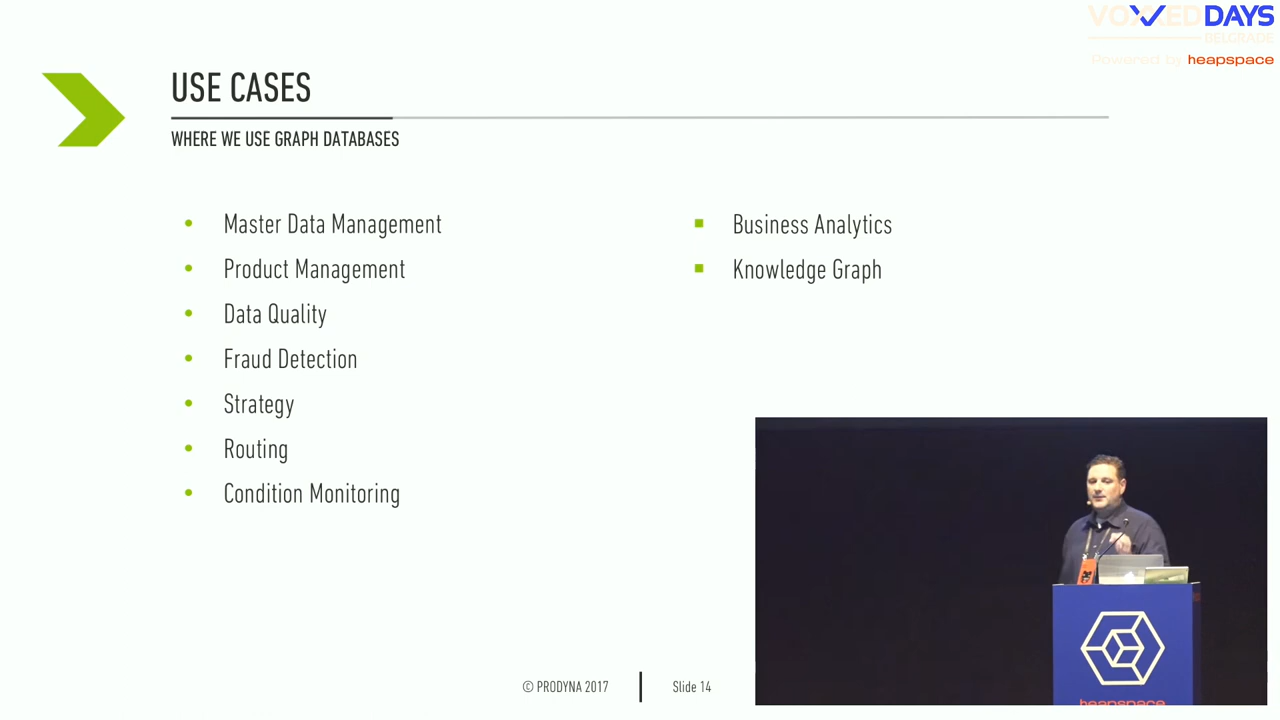 VOXXED DAYS
BELGRADE
Powered by heapspace
USE CASES
WHERE WE USE GRAPH DATABASES
• Master Data Management
• Product Management
• Data Quality
• Fraud Detection
• Strategy
• Routing
• Condition Monitoring
▪ Business Analytics
▪ Knowledge Graph
© PRODYNA 2017
Slide 14
heapspace